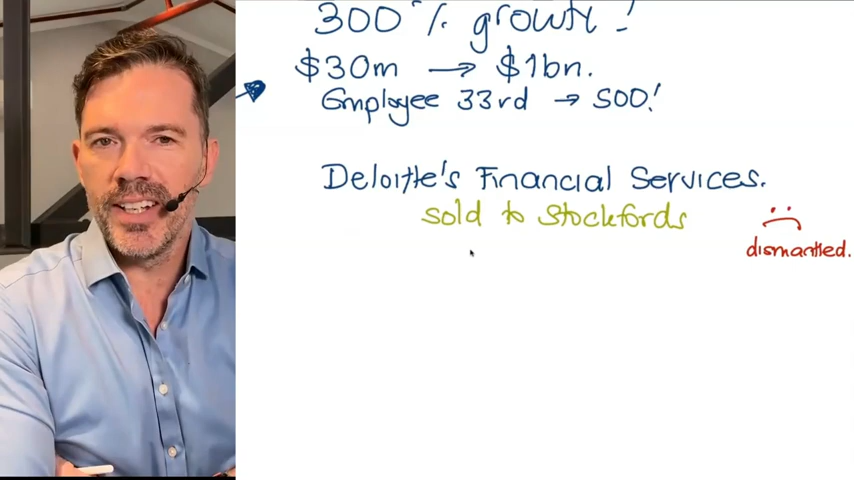 300% growth!
$30m → $1bn.
Employee 33rd → 500!
Deloitte's Financial Services.
sold to Stockfords
dismantled.